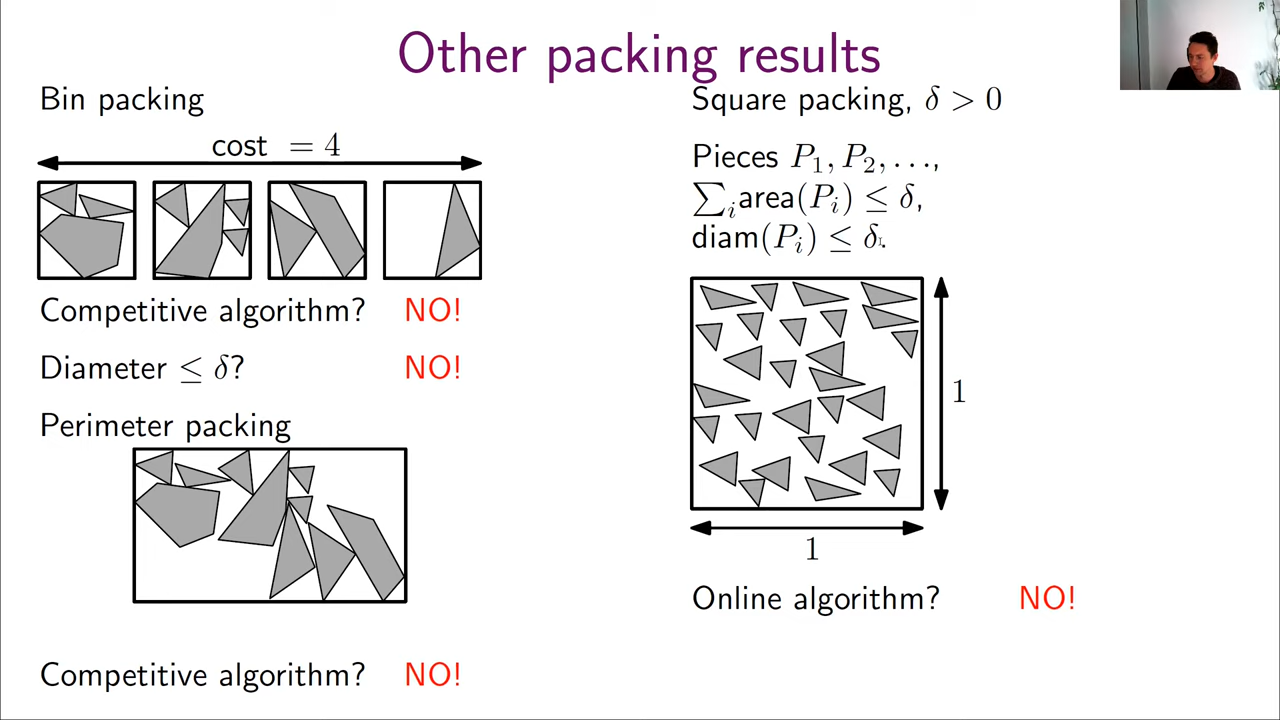 Other packing results
Bin packing
cost = 4
Competitive algorithm? NO!
Diameter ≤ δ? NO!
Perimeter packing
Competitive algorithm? NO!
Square packing, δ > 0
Pieces P₁, P₂, …,
∑ᵢarea(Pᵢ) ≤ δ,
diam(Pᵢ) ≤ δ.
1
1
Online algorithm? NO!